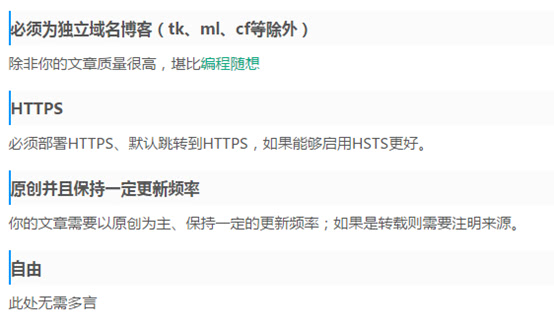 必须为独立域名博客（tk、ml、cf等除外）
除非你的文章质量很高，堪比编程随想
HTTPS
必须部署HTTPS、默认跳转到HTTPS，如果能够启用HSTS更好。
原创并且保持一定更新频率
你的文章需要以原创为主、保持一定的更新频率；如果是转载则需要注明来源。
自由
此处无需多言